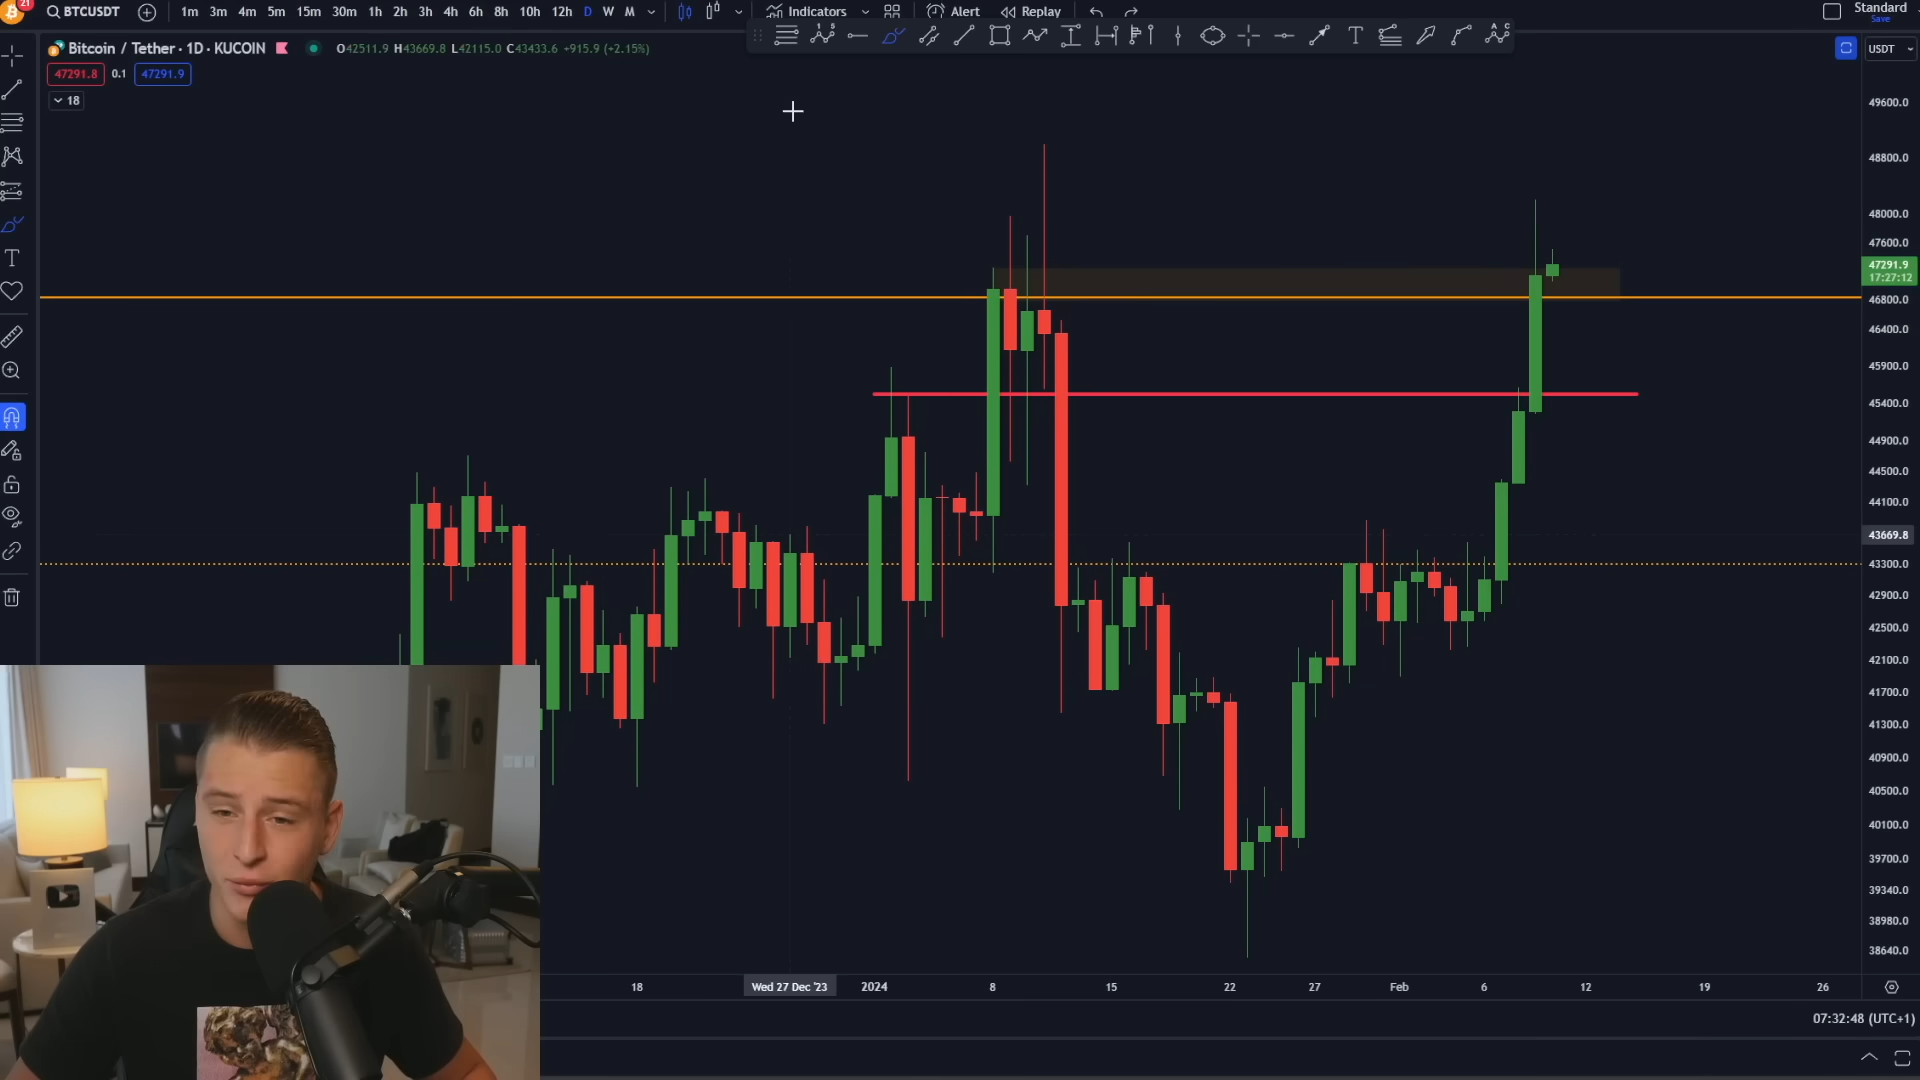 21
BTCUSDT
1m 3m 4m 5m 15m 30m 1h 2h 3h 4h 6h 8h 10h 12h D W M
Indicators
Alert
Replay
Standard
Save
Bitcoin / Tether · 1D · KUCOIN
O42511.9 H43669.8 L42115.0 C43433.6 +915.9 (+2.15%)
USDT
47291.8 0.1 47291.9
18
49600.0
48800.0
48000.0
47600.0
47291.9
17:27:12
46800.0
46400.0
45900.0
45400.0
44900.0
44500.0
44100.0
43669.8
43300.0
42900.0
42500.0
42100.0
41700.0
41300.0
40900.0
40500.0
40100.0
39700.0
39340.0
38980.0
38640.0
18 Wed 27 Dec '23 2024 8 15 22 27 Feb 6 12 19 26
07:32:48 (UTC+1)